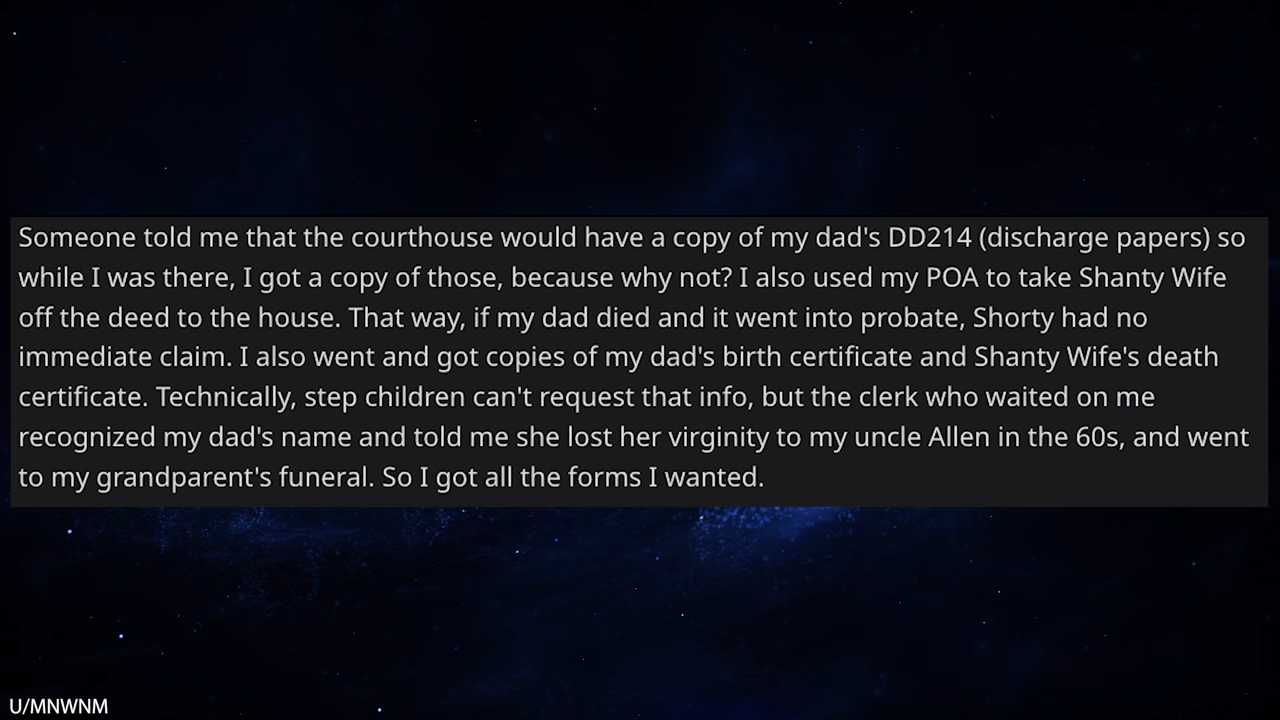 Someone told me that the courthouse would have a copy of my dad's DD214 (discharge papers) so
while I was there, I got a copy of those, because why not? I also used my POA to take Shanty Wife
off the deed to the house. That way, if my dad died and it went into probate, Shorty had no
immediate claim. I also went and got copies of my dad's birth certificate and Shanty Wife's death
certificate. Technically, step children can't request that info, but the clerk who waited on me
recognized my dad's name and told me she lost her virginity to my uncle Allen in the 60s, and went
to my grandparent's funeral. So I got all the forms I wanted.
U/MNWNM